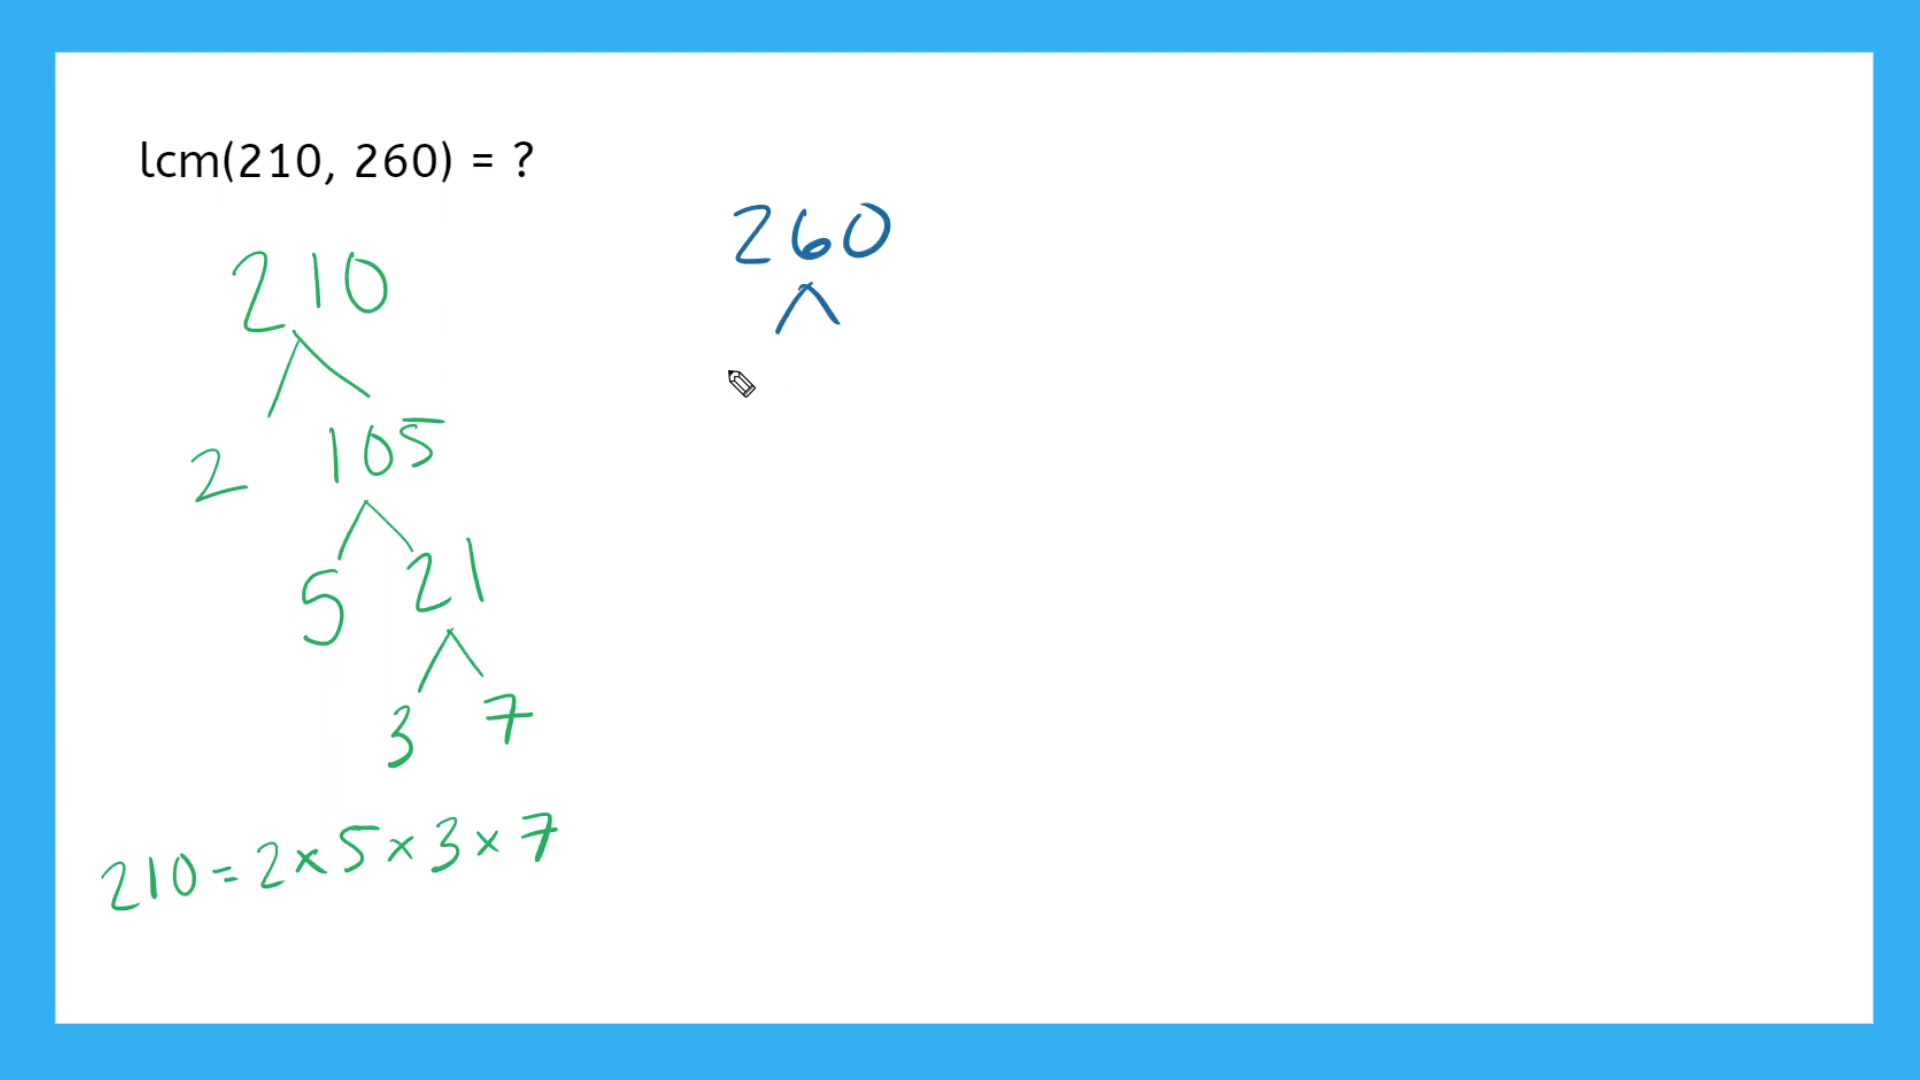 lcm(210, 260) = ?
210
2 105
5 21
3 7
210 = 2 × 5 × 3 × 7
260